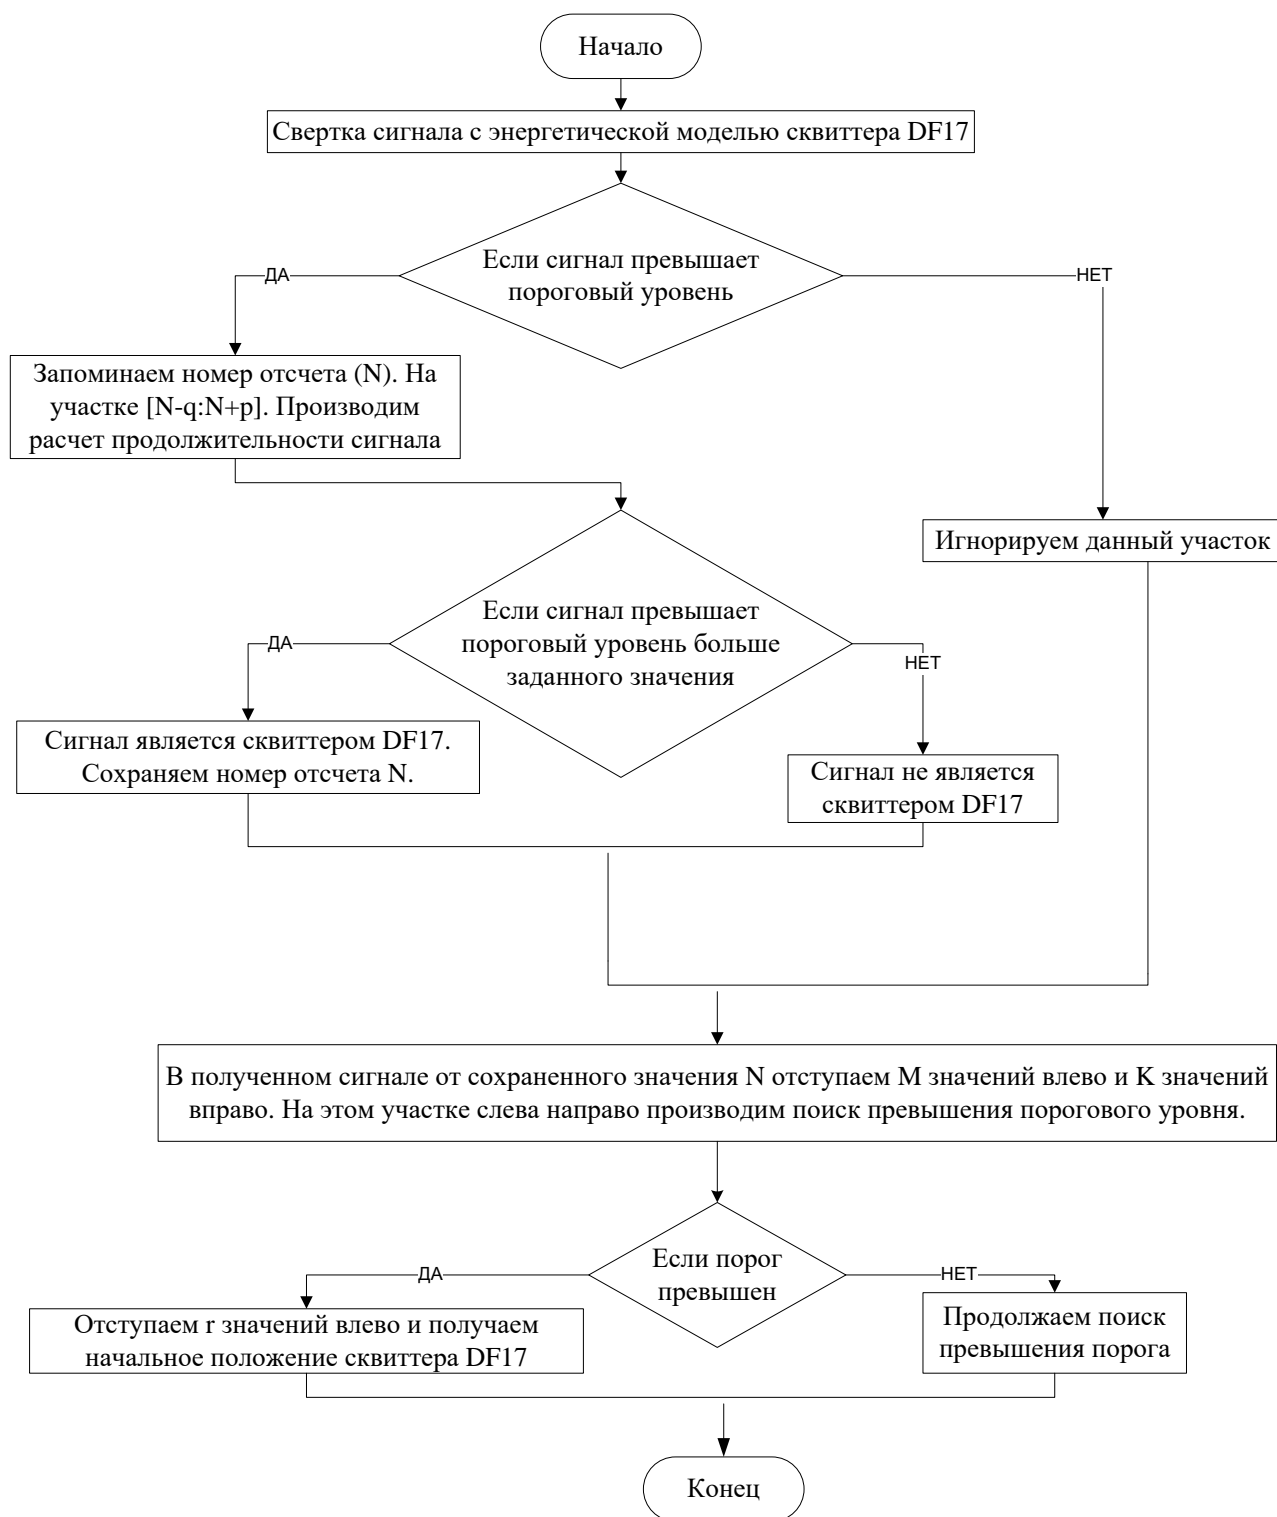 Начало
Свертка сигнала с энергетической моделью сквиттера DF17
Если сигнал превышает
пороговый уровень
ДА
НЕТ
Запоминаем номер отсчета (N). На
участке [N-q:N+p]. Производим
расчет продолжительности сигнала
Игнорируем данный участок
Если сигнал превышает
пороговый уровень больше
заданного значения
ДА
НЕТ
Сигнал является сквиттером DF17.
Сохраняем номер отсчета N.
Сигнал не является
сквиттером DF17
В полученном сигнале от сохраненного значения N отступаем M значений влево и K значений
вправо. На этом участке слева направо производим поиск превышения порогового уровня.
Если порог
превышен
ДА
НЕТ
Отступаем r значений влево и получаем
начальное положение сквиттера DF17
Продолжаем поиск
превышения порога
Конец